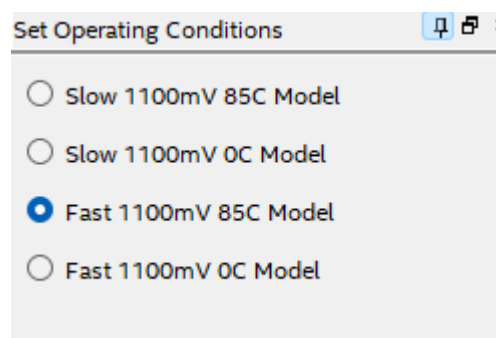 Set Operating Conditions
Slow 1100mV 85C Model
Slow 1100mV 0C Model
Fast 1100mV 85C Model
Fast 1100mV 0C Model